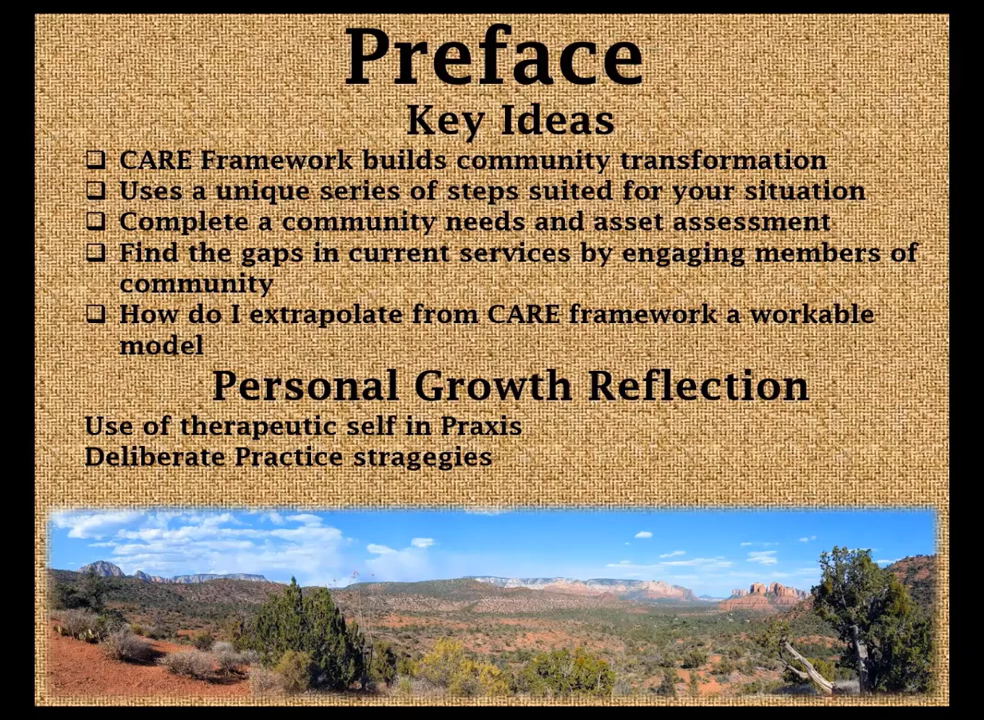 Preface
Key Ideas
❑ CARE Framework builds community transformation
❑ Uses a unique series of steps suited for your situation
❑ Complete a community needs and asset assessment
❑ Find the gaps in current services by engaging members of
community
❑ How do I extrapolate from CARE framework a workable
model
Personal Growth Reflection
Use of therapeutic self in Praxis
Deliberate Practice stragegies